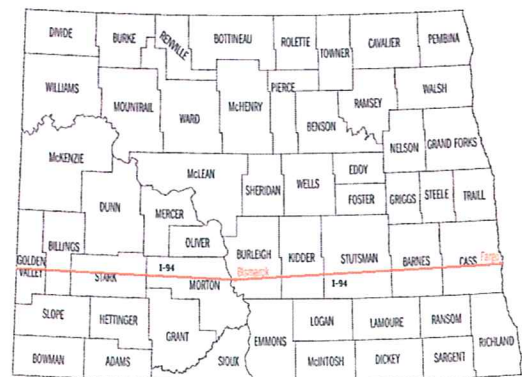 DIVIDE
BURKE
RENVILLE
BOTTINEAU
ROLETTE
TOWNER
CAVALIER
PEMBINA
WILLIAMS
MOUNTRAIL
WARD
McHENRY
PIERCE
BENSON
RAMSEY
WALSH
McKENZIE
McLEAN
SHERIDAN
WELLS
EDDY
FOSTER
NELSON
GRAND FORKS
DUNN
MERCER
OLIVER
GRIGGS
STEELE
TRAILL
GOLDEN
VALLEY
BILLINGS
STARK
I-94
MORTON
BURLEIGH
Bismarck
KIDDER
STUTSMAN
I-94
BARNES
CASS
Fargo
SLOPE
HETTINGER
GRANT
SIOUX
EMMONS
LOGAN
LAMOURE
RANSOM
RICHLAND
BOWMAN
ADAMS
McINTOSH
DICKEY
SARGENT